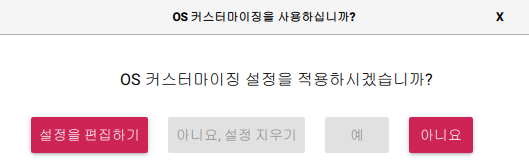 OS 커스터마이징을 사용하십니까?
X
OS 커스터마이징 설정을 적용하시겠습니까?
설정을 편집하기
아니요, 설정 지우기
예
아니요